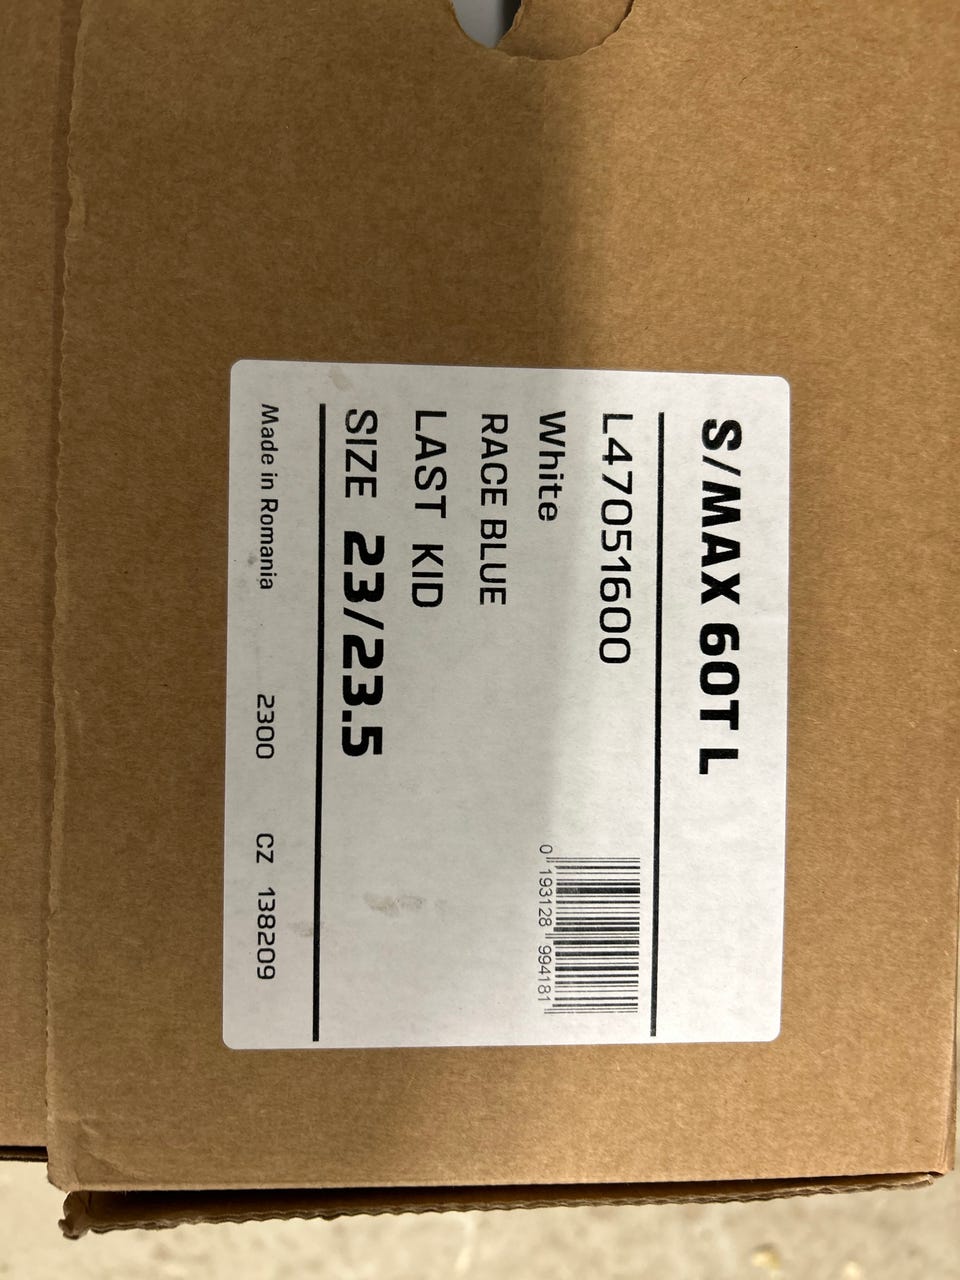 S/MAX 60T L
L47051600
White
RACE BLUE
LAST KID
SIZE 23/23.5
0 193128 994181
Made in Romania 2300 CZ 138209